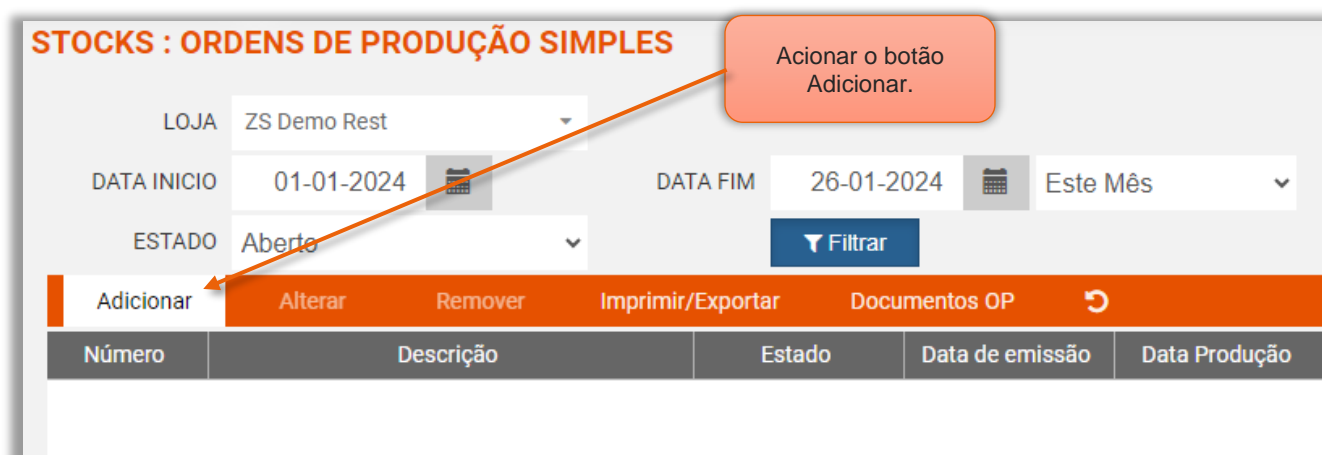 STOCKS : ORDENS DE PRODUÇÃO SIMPLES
Acionar o botão
Adicionar.
LOJA ZS Demo Rest
DATA INICIO 01-01-2024 DATA FIM 26-01-2024 Este Mês
ESTADO Aberto Filtrar
Adicionar Alterar Remover Imprimir/Exportar Documentos OP
Número Descrição Estado Data de emissão Data Produção